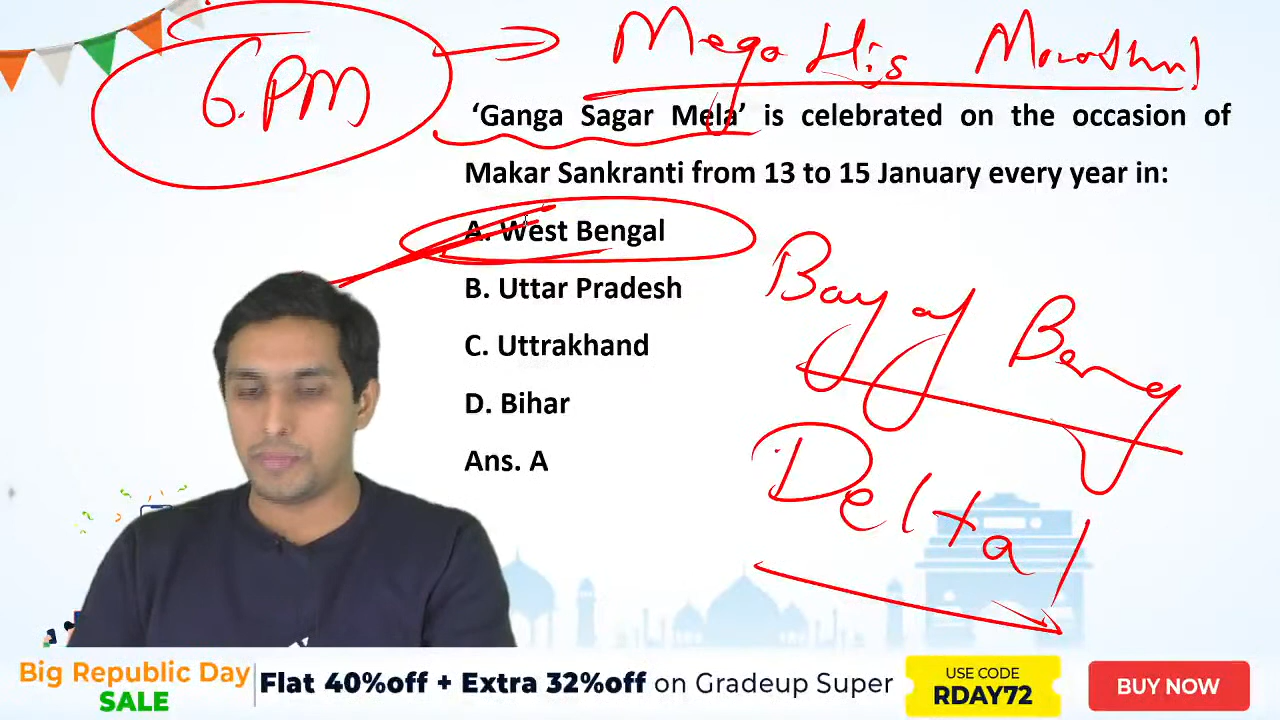 6.PM
Mega His Marathon
‘Ganga Sagar Mela’ is celebrated on the occasion of
Makar Sankranti from 13 to 15 January every year in:
A. West Bengal
B. Uttar Pradesh
C. Uttrakhand
D. Bihar
Ans. A
Bay of Beng
Delta
Big Republic Day
SALE
Flat 40%off + Extra 32%off on Gradeup Super
USE CODE
RDAY72
BUY NOW